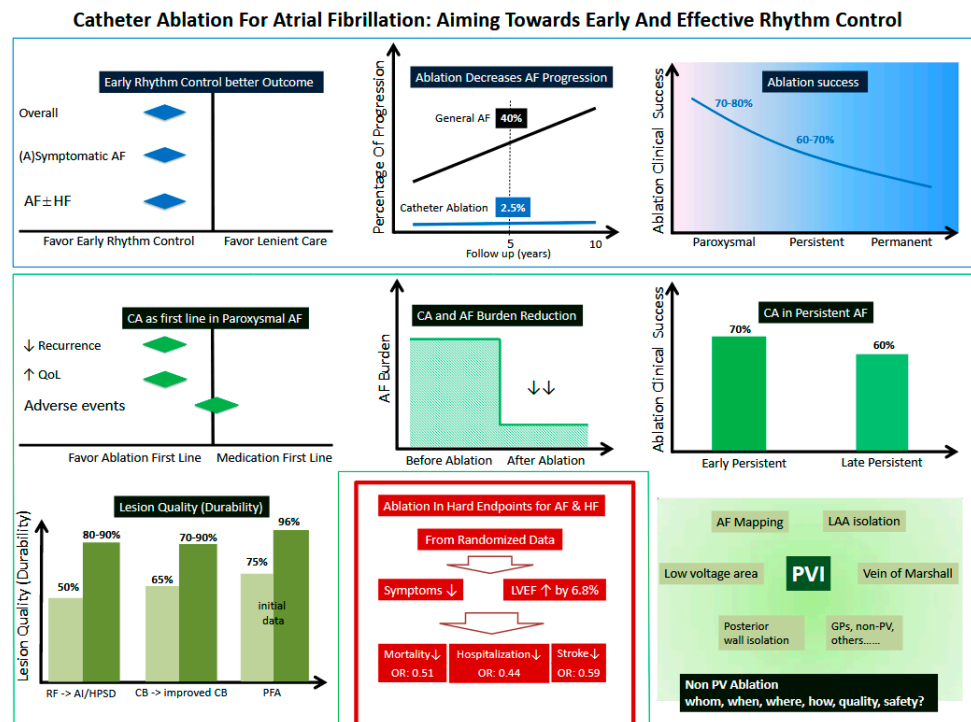 Catheter Ablation For Atrial Fibrillation: Aiming Towards Early And Effective Rhythm Control
Early Rhythm Control better Outcome
Overall
(A)Symptomatic AF
AF±HF
Favor Early Rhythm Control
Favor Lenient Care
Ablation Decreases AF Progression
Percentage Of Progression
General AF
40%
Catheter Ablation
2.5%
5
10
Follow up (years)
Ablation success
Ablation Clinical Success
70-80%
60-70%
Paroxysmal
Persistent
Permanent
CA as first line in Paroxysmal AF
↓ Recurrence
↑ QoL
Adverse events
Favor Ablation First Line
Medication First Line
CA and AF Burden Reduction
AF Burden
↓↓
Before Ablation
After Ablation
CA in Persistent AF
Ablation Clinical Success
70%
60%
Early Persistent
Late Persistent
Lesion Quality (Durability)
Lesion Quality (Durability)
50%
80-90%
65%
70-90%
75%
96%
initial
data
RF -> AI/HPSD
CB -> improved CB
PFA
Ablation In Hard Endpoints for AF & HF
From Randomized Data
Symptoms ↓
LVEF ↑ by 6.8%
Mortality↓
OR: 0.51
Hospitalization↓
OR: 0.44
Stroke↓
OR: 0.59
AF Mapping
LAA isolation
Low voltage area
PVI
Vein of Marshall
Posterior
wall isolation
GPs, non-PV,
others......
Non PV Ablation
whom, when, where, how, quality, safety?